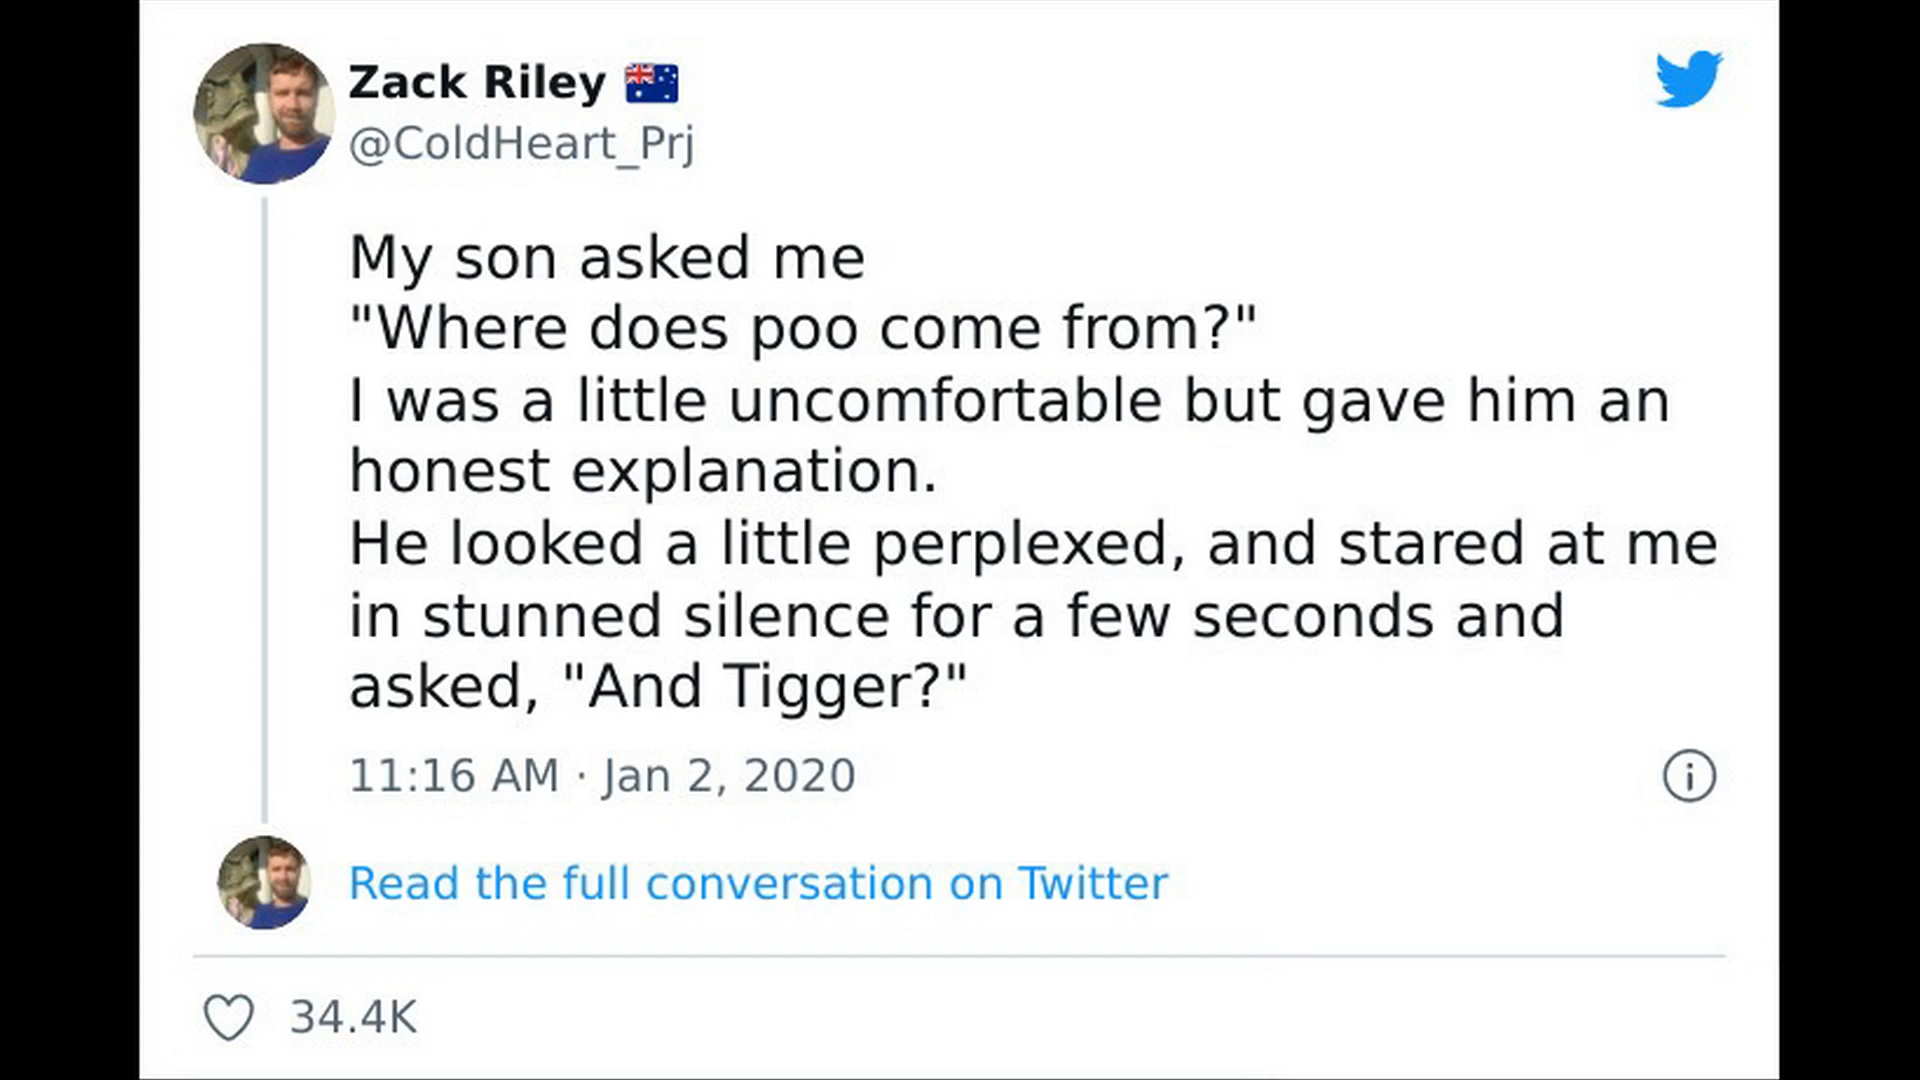 Zack Riley 🇦🇺
@ColdHeart_Prj
My son asked me
"Where does poo come from?"
I was a little uncomfortable but gave him an
honest explanation.
He looked a little perplexed, and stared at me
in stunned silence for a few seconds and
asked, "And Tigger?"
11:16 AM · Jan 2, 2020
Read the full conversation on Twitter
34.4K